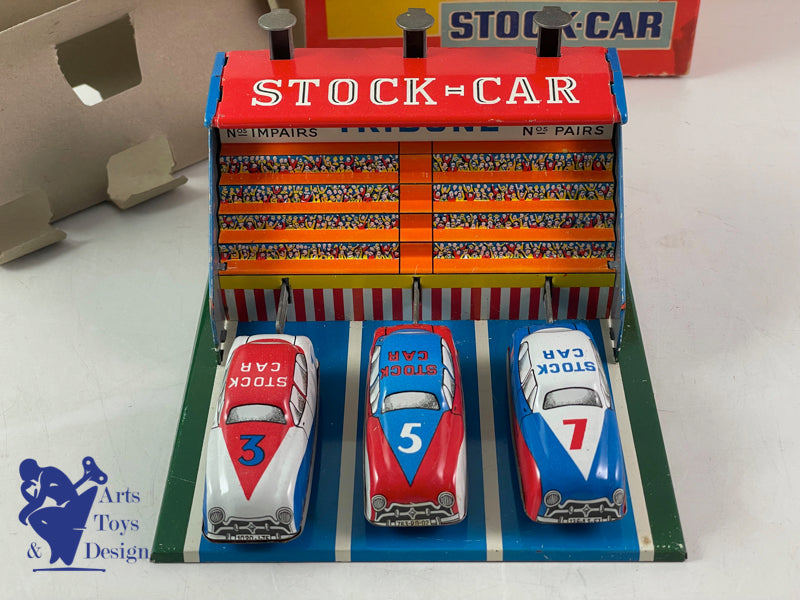 STOCK-CAR
STOCK-CAR
Nos IMPAIRS TRIBUNE Nos PAIRS
STOCK
CAR
STOCK
CAR
STOCK
CAR
3
5
7
Arts
Toys
& Design